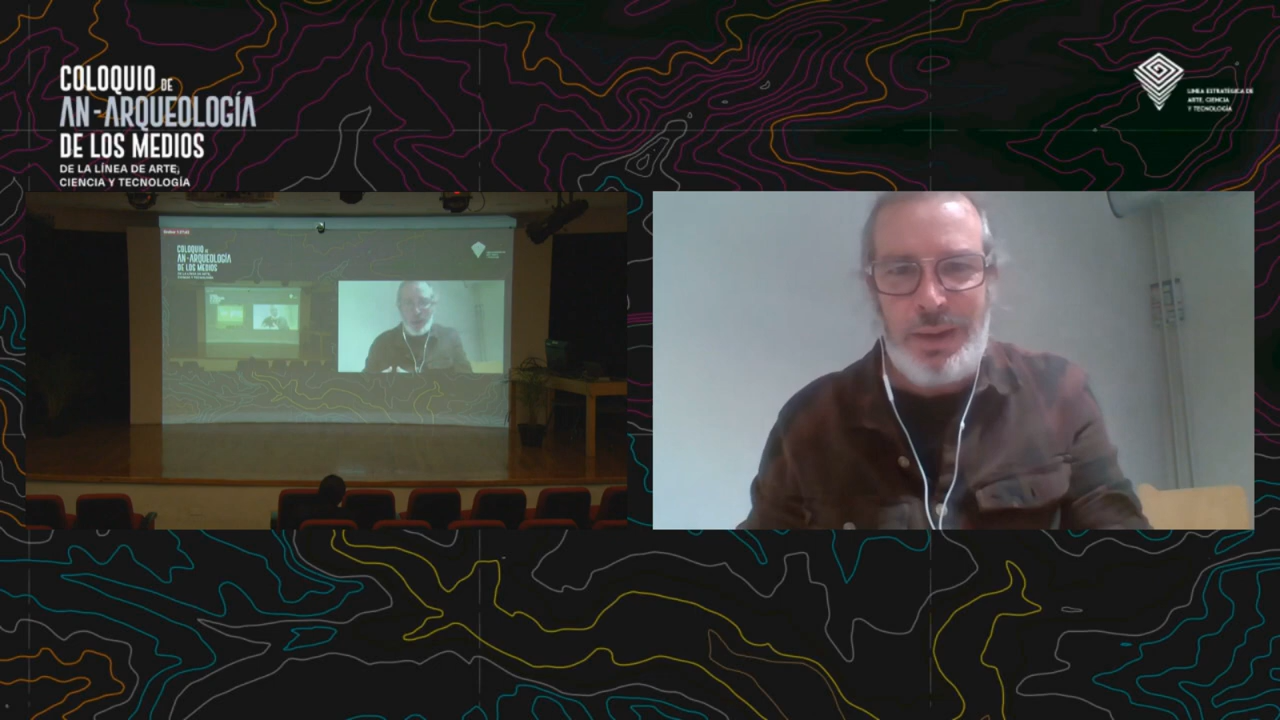 COLOQUIO DE
AN-ARQUEOLOGÍA
DE LOS MEDIOS
DE LA LÍNEA DE ARTE,
CIENCIA Y TECNOLOGÍA
LINEA ESTRATÉGICA DE
ARTE, CIENCIA
Y TECNOLOGÍA
COLOQUIO DE
AN-ARQUEOLOGÍA
DE LOS MEDIOS